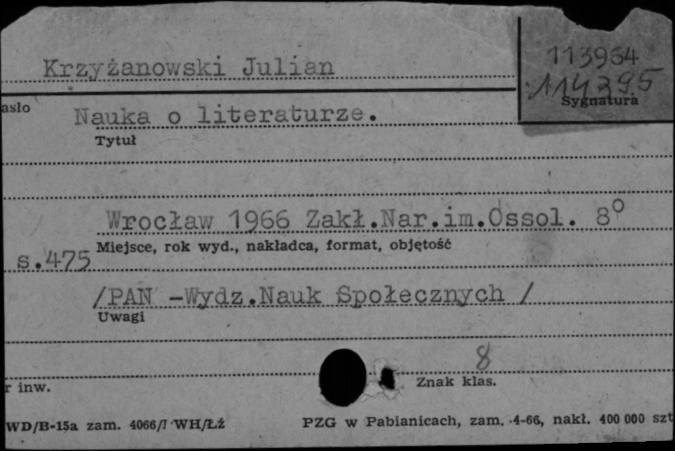 113964
Krzyżanowski Julian
114395
Sygnatura
asło
Nauka o literaturze.
Tytuł
Wrocław 1966 Zakł.Nar.im.Ossol. 8°
Miejsce, rok wyd., nakładca, format, objętość
s.475
/PAN -Wydz.Nauk Społecznych /
Uwagi
8
r inw.
Znak klas.
WD/B-15a zam. 4066/7 WH/ŁŻ
PZG w Pabianicach, zam. 4-66, nakł. 400 000 szt